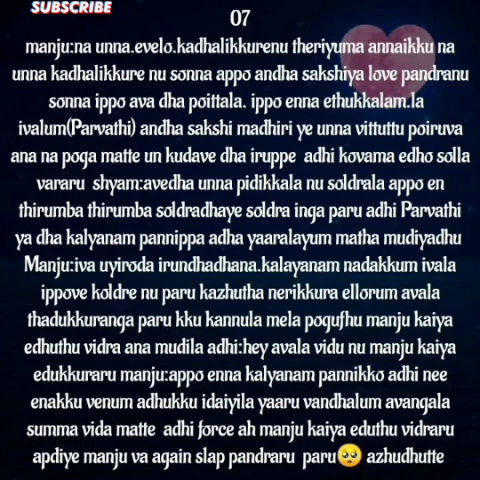 SUBSCRIBE
07
manju:na unna.evelo.kadhalikkurenu theriyuma annaikku na
unna kadhalikkure nu sonna appo andha sakshiya love pandranu
sonna ippo ava dha poittala. ippo enna ethukkalam.la
ivalum(Parvathi) andha sakshi madhiri ye unna vittuttu poiruva
ana na poga matte un kudave dha iruppe adhi kovama edho solla
vararu shyam:avedha unna pidikkala nu soldrala appo en
thirumba thirumba soldradhaye soldra inga paru adhi Parvathi
ya dha kalyanam pannippa adha yaaralayum matha mudiyadhu
Manju:iva uyiroda irundhadhana.kalayanam nadakkum ivala
ippove koldre nu paru kazhutha nerikkura ellorum avala
thadukkuranga paru kku kannula mela pogufhu manju kaiya
edhuthu vidra ana mudila adhi:hey avala vidu nu manju kaiya
edukkuraru manju:appo enna kalyanam pannikko adhi nee
enakku venum adhukku idaiyila yaaru vandhalum avangala
summa vida matte adhi force ah manju kaiya eduthu vidraru
apdiye manju va again slap pandraru paru🥺 azhudhutte